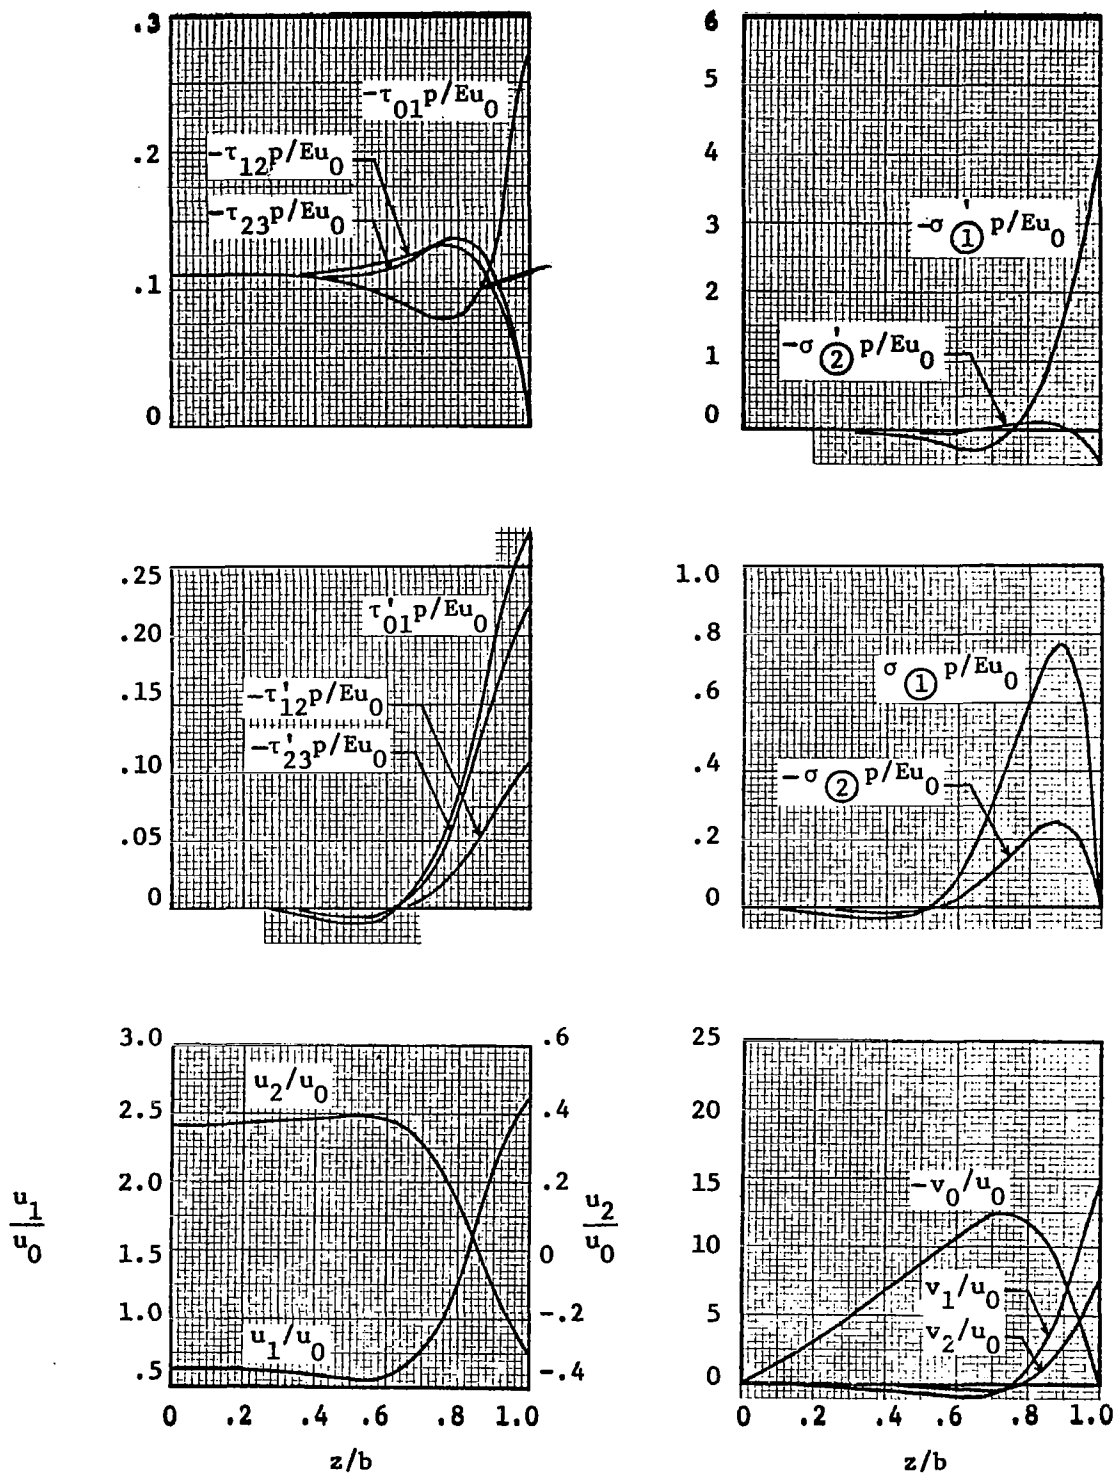 .3
.2
.1
0
-τ01p/Eu0
-τ12p/Eu0
-τ23p/Eu0
6
5
4
3
2
1
0
-σ①'p/Eu0
-σ②'p/Eu0
.25
.20
.15
.10
.05
0
τ'01p/Eu0
-τ'12p/Eu0
-τ'23p/Eu0
1.0
.8
.6
.4
.2
0
σ①p/Eu0
-σ②p/Eu0
u1
u0
3.0
2.5
2.0
1.5
1.0
.5
u2/u0
u1/u0
.6
.4
.2
0
-.2
-.4
u2
u0
0 .2 .4 .6 .8 1.0
z/b
25
20
15
10
5
0
-v0/u0
v1/u0
v2/u0
0 .2 .4 .6 .8 1.0
z/b